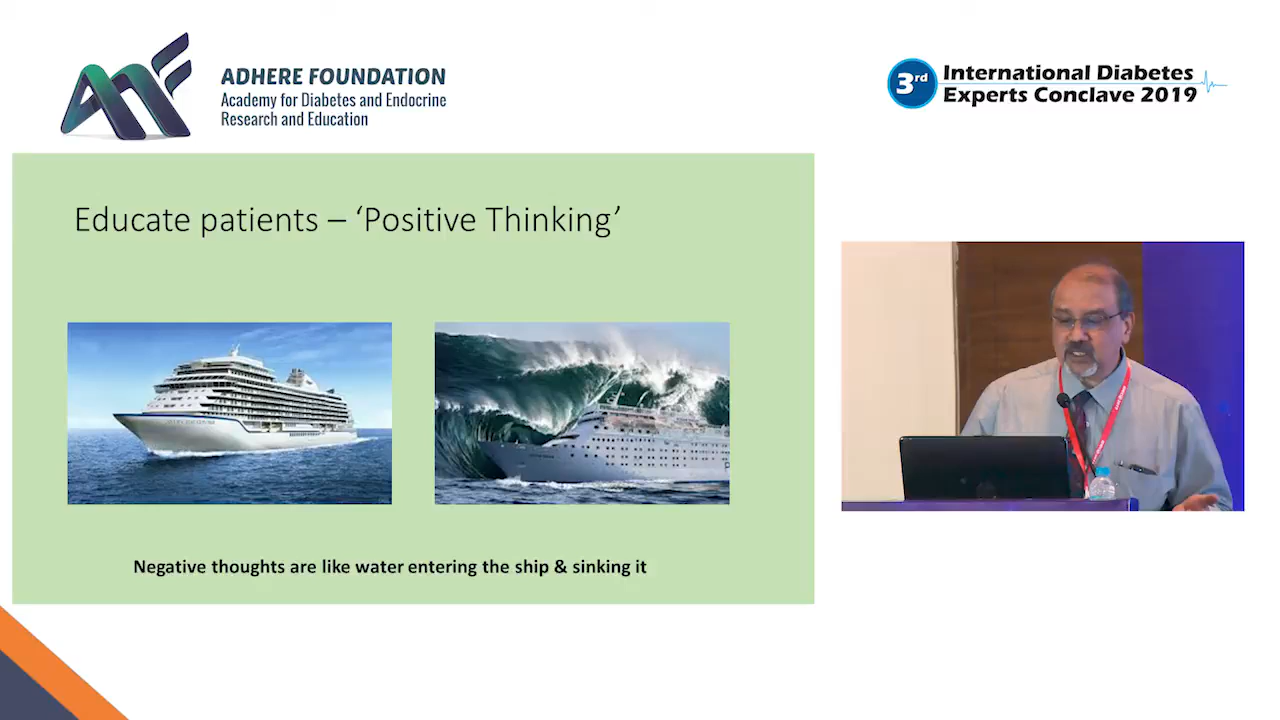 ADHERE FOUNDATION
Academy for Diabetes and Endocrine
Research and Education
3rd
International Diabetes
Experts Conclave 2019
Educate patients – ‘Positive Thinking’
Negative thoughts are like water entering the ship & sinking it